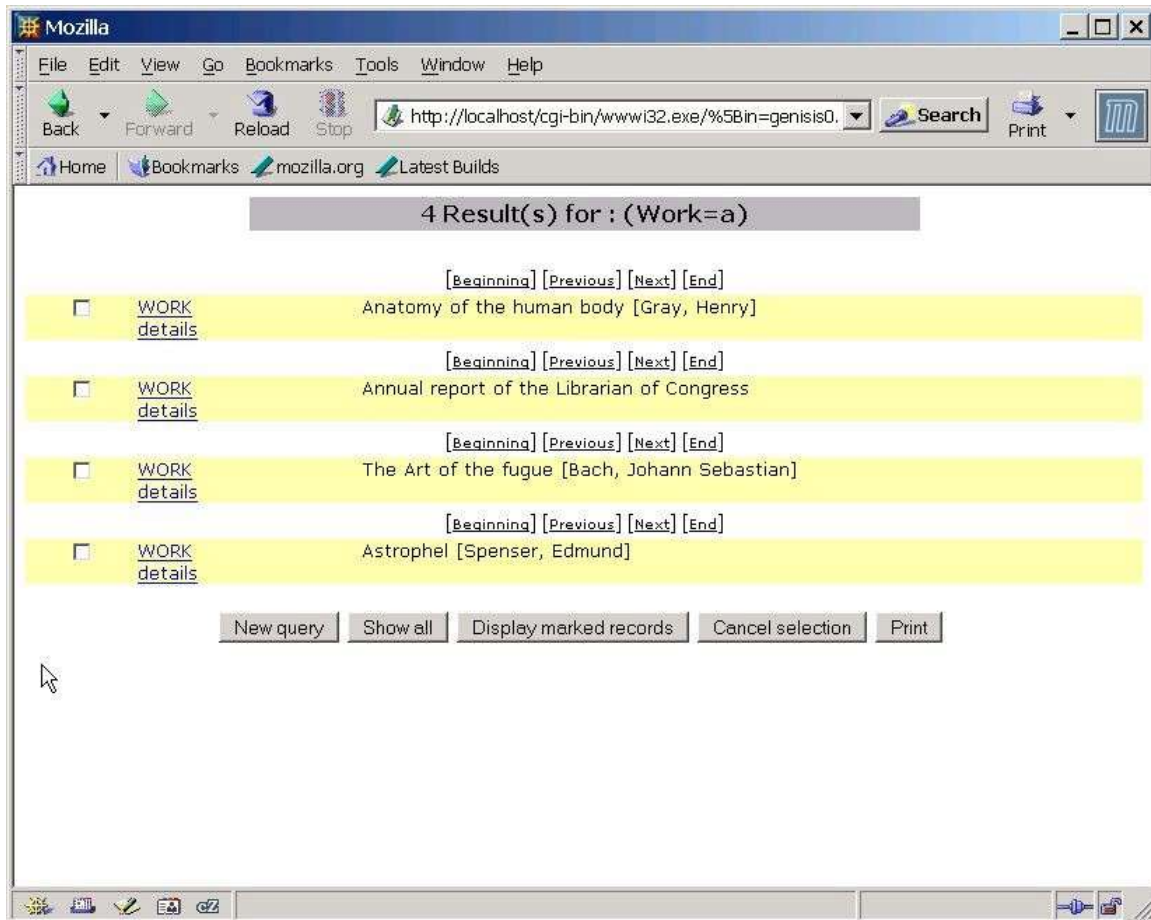 Mozilla
File Edit View Go Bookmarks Tools Window Help
Back Forward Reload Stop http://localhost/cgi-bin/wwwi32.exe/%5Bin=genisis0. Search Print
Home Bookmarks mozilla.org Latest Builds
4 Result(s) for : (Work=a)
[Beginning] [Previous] [Next] [End]
WORK Anatomy of the human body [Gray, Henry]
details
[Beginning] [Previous] [Next] [End]
WORK Annual report of the Librarian of Congress
details
[Beginning] [Previous] [Next] [End]
WORK The Art of the fugue [Bach, Johann Sebastian]
details
[Beginning] [Previous] [Next] [End]
WORK Astrophel [Spenser, Edmund]
details
New query Show all Display marked records Cancel selection Print
cZ